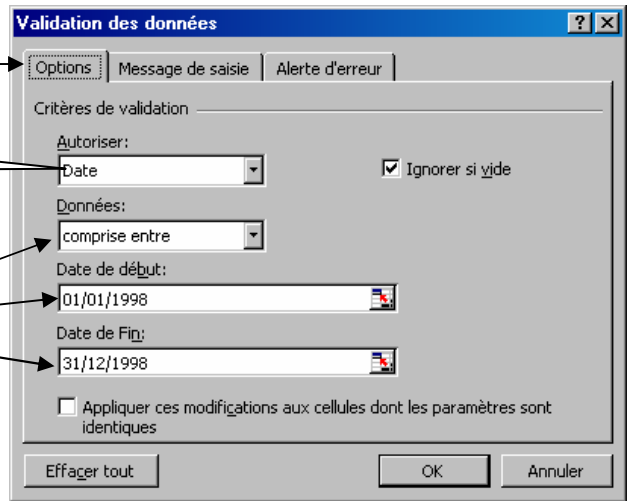 Validation des données
Options Message de saisie Alerte d'erreur
Critères de validation
Autoriser:
Date Ignorer si vide
Données:
comprise entre
Date de début:
01/01/1998
Date de Fin:
31/12/1998
Appliquer ces modifications aux cellules dont les paramètres sont
identiques
Effacer tout OK Annuler